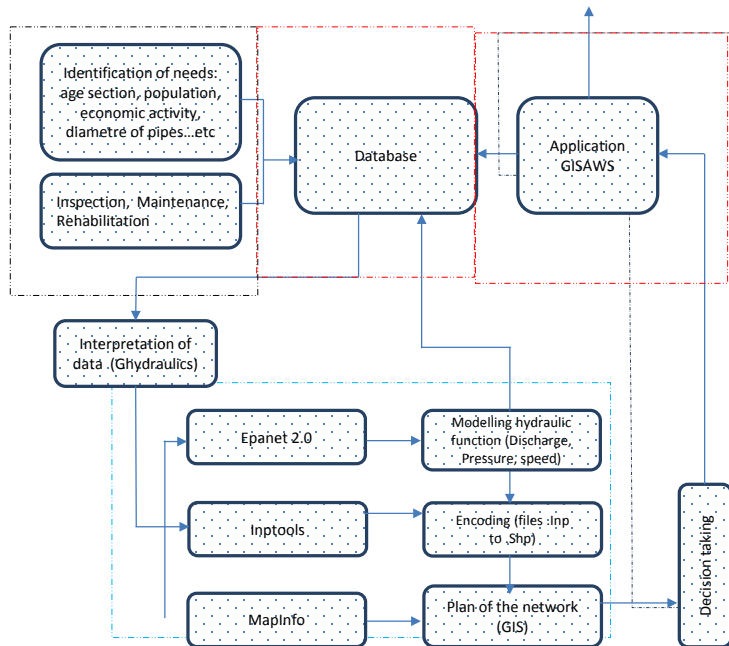 Identification of needs:
age section, population,
economic activity,
diametre of pipes...etc
Inspection, Maintenance,
Rehabilitation
Database
Application
GISAWS
Interpretation of
data .(Ghydraulics)
Epanet 2.0
Modelling hydraulic
function (Discharge,
Pressure, speed)
Inptools
Encoding (files .Inp
to .Shp)
MapInfo
Plan of the network
(GIS)
Decision taking